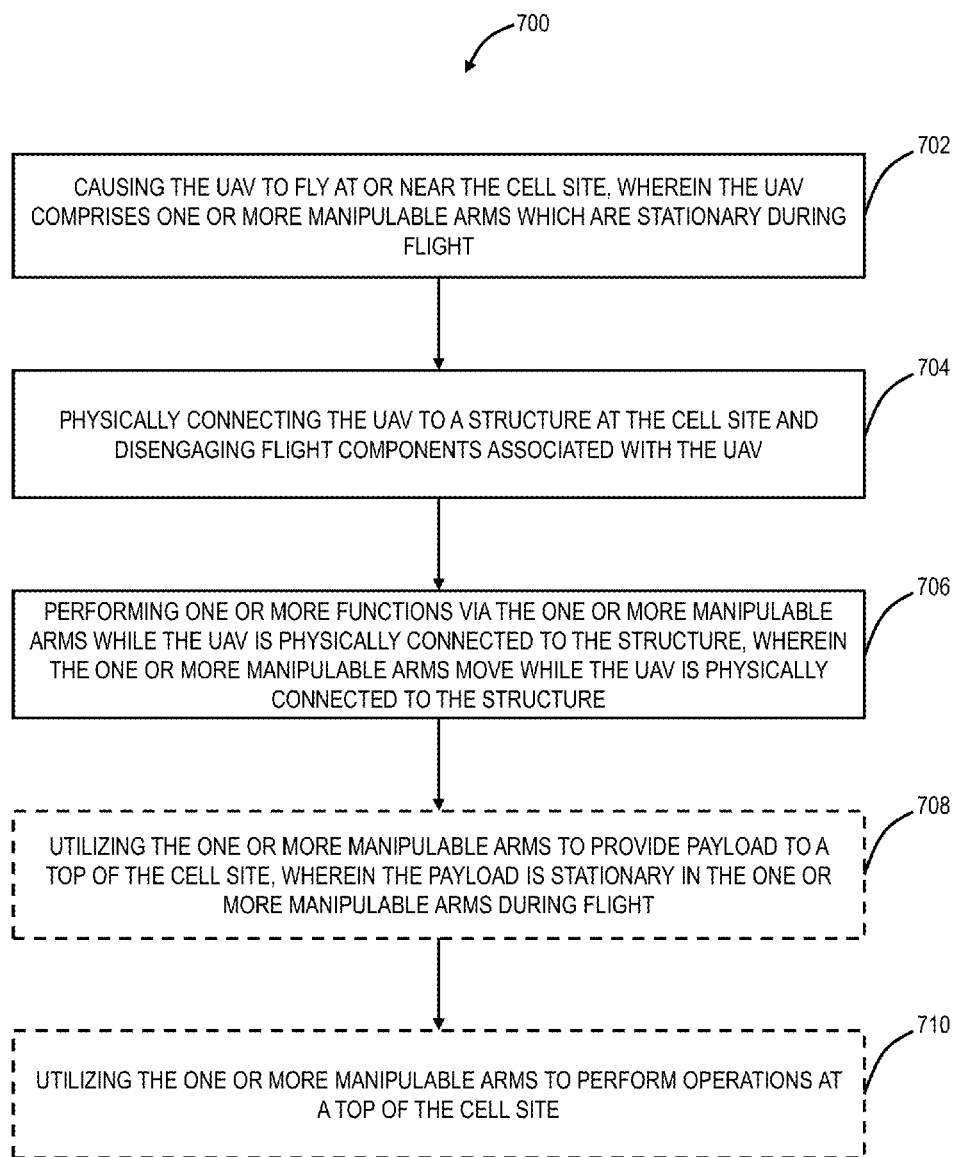 700
702
CAUSING THE UAV TO FLY AT OR NEAR THE CELL SITE, WHEREIN THE UAV
COMPRISES ONE OR MORE MANIPULABLE ARMS WHICH ARE STATIONARY DURING
FLIGHT
704
PHYSICALLY CONNECTING THE UAV TO A STRUCTURE AT THE CELL SITE AND
DISENGAGING FLIGHT COMPONENTS ASSOCIATED WITH THE UAV
706
PERFORMING ONE OR MORE FUNCTIONS VIA THE ONE OR MORE MANIPULABLE
ARMS WHILE THE UAV IS PHYSICALLY CONNECTED TO THE STRUCTURE, WHEREIN
THE ONE OR MORE MANIPULABLE ARMS MOVE WHILE THE UAV IS PHYSICALLY
CONNECTED TO THE STRUCTURE
708
UTILIZING THE ONE OR MORE MANIPULABLE ARMS TO PROVIDE PAYLOAD TO A
TOP OF THE CELL SITE, WHEREIN THE PAYLOAD IS STATIONARY IN THE ONE OR
MORE MANIPULABLE ARMS DURING FLIGHT
710
UTILIZING THE ONE OR MORE MANIPULABLE ARMS TO PERFORM OPERATIONS AT
A TOP OF THE CELL SITE